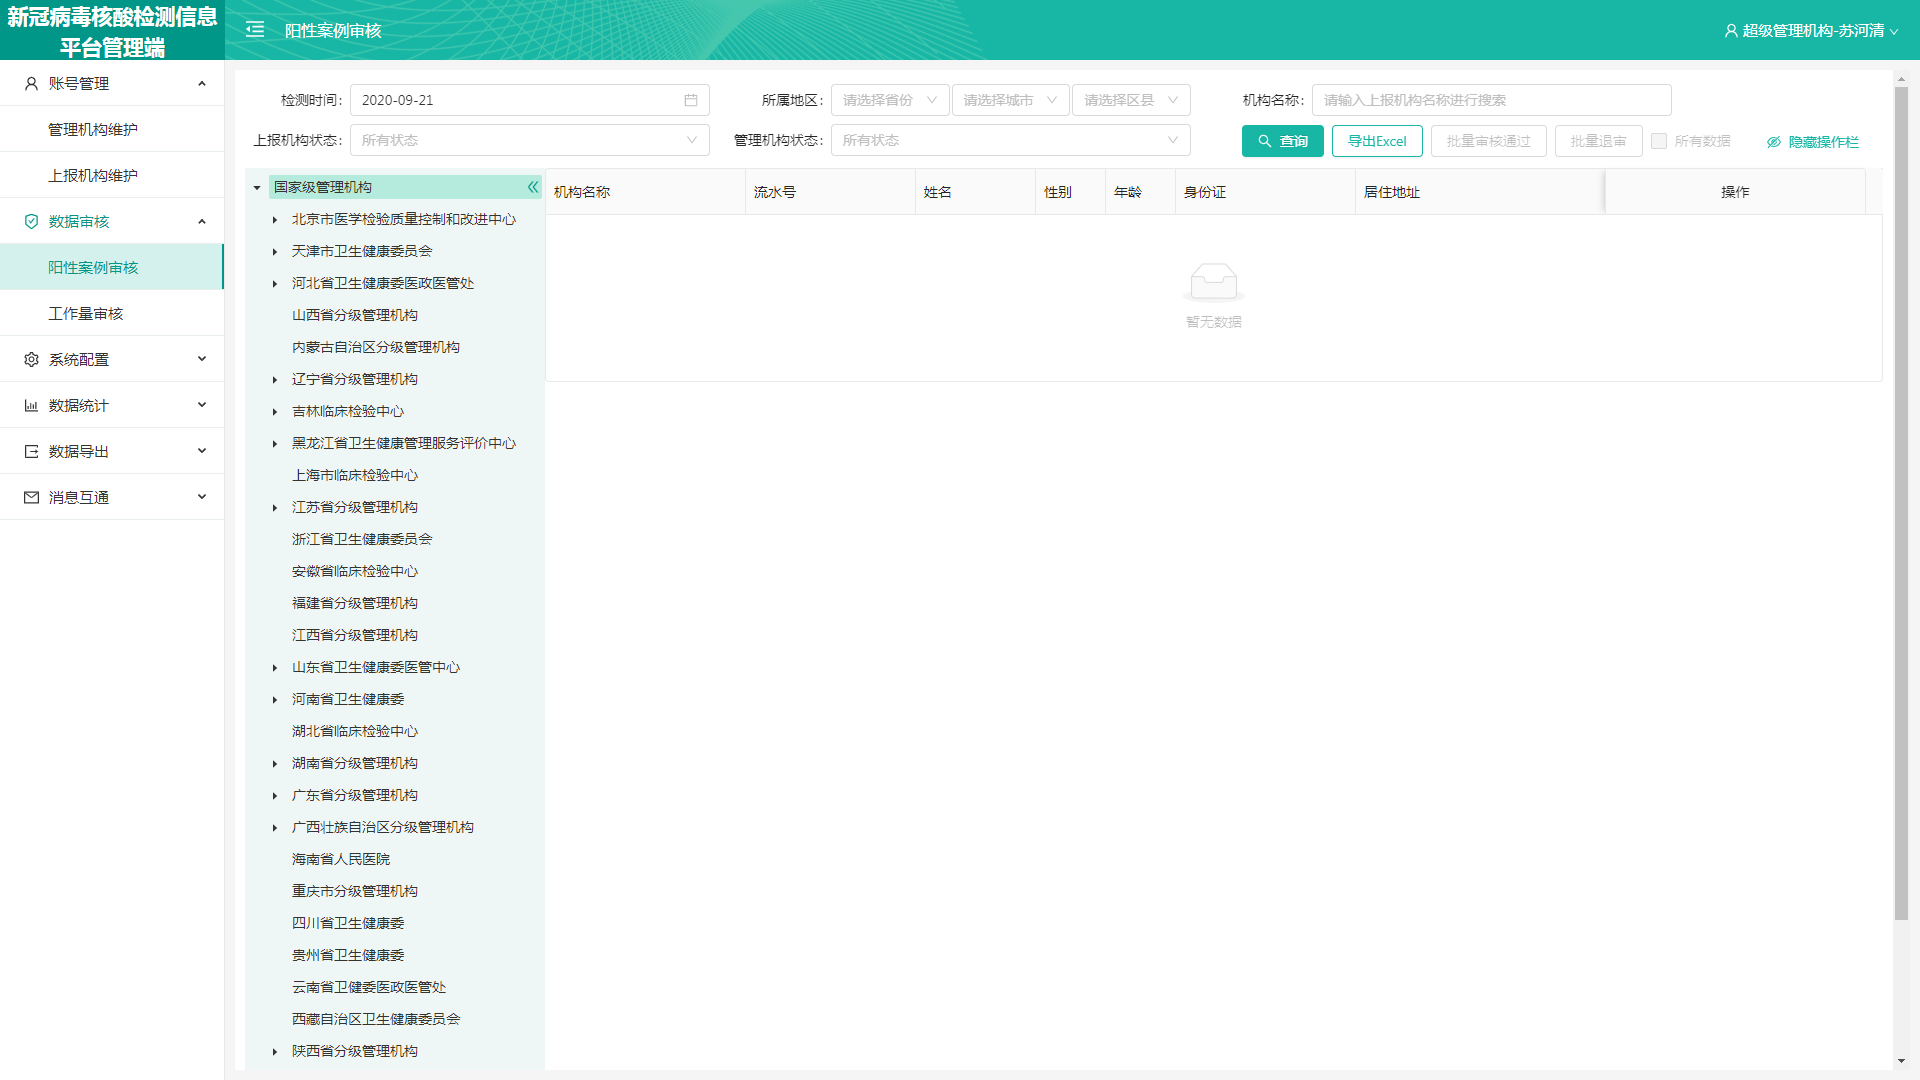 新冠病毒核酸检测信息
平台管理端
阳性案例审核
超级管理机构-苏河清
账号管理
管理机构维护
上报机构维护
数据审核
阳性案例审核
工作量审核
系统配置
数据统计
数据导出
消息互通
检测时间: 2020-09-21
所属地区: 请选择省份 请选择城市 请选择区县
机构名称: 请输入上报机构名称进行搜索
上报机构状态: 所有状态
管理机构状态: 所有状态
查询 导出Excel 批量审核通过 批量退审 所有数据 隐藏操作栏
国家级管理机构
北京市医学检验质量控制和改进中心
天津市卫生健康委员会
河北省卫生健康委医政医管处
山西省分级管理机构
内蒙古自治区分级管理机构
辽宁省分级管理机构
吉林临床检验中心
黑龙江省卫生健康管理服务评价中心
上海市临床检验中心
江苏省分级管理机构
浙江省卫生健康委员会
安徽省临床检验中心
福建省分级管理机构
江西省分级管理机构
山东省卫生健康委医管中心
河南省卫生健康委
湖北省临床检验中心
湖南省分级管理机构
广东省分级管理机构
广西壮族自治区分级管理机构
海南省人民医院
重庆市分级管理机构
四川省卫生健康委
贵州省卫生健康委
云南省卫健委医政医管处
西藏自治区卫生健康委员会
陕西省分级管理机构
机构名称 流水号 姓名 性别 年龄 身份证 居住地址 操作
暂无数据